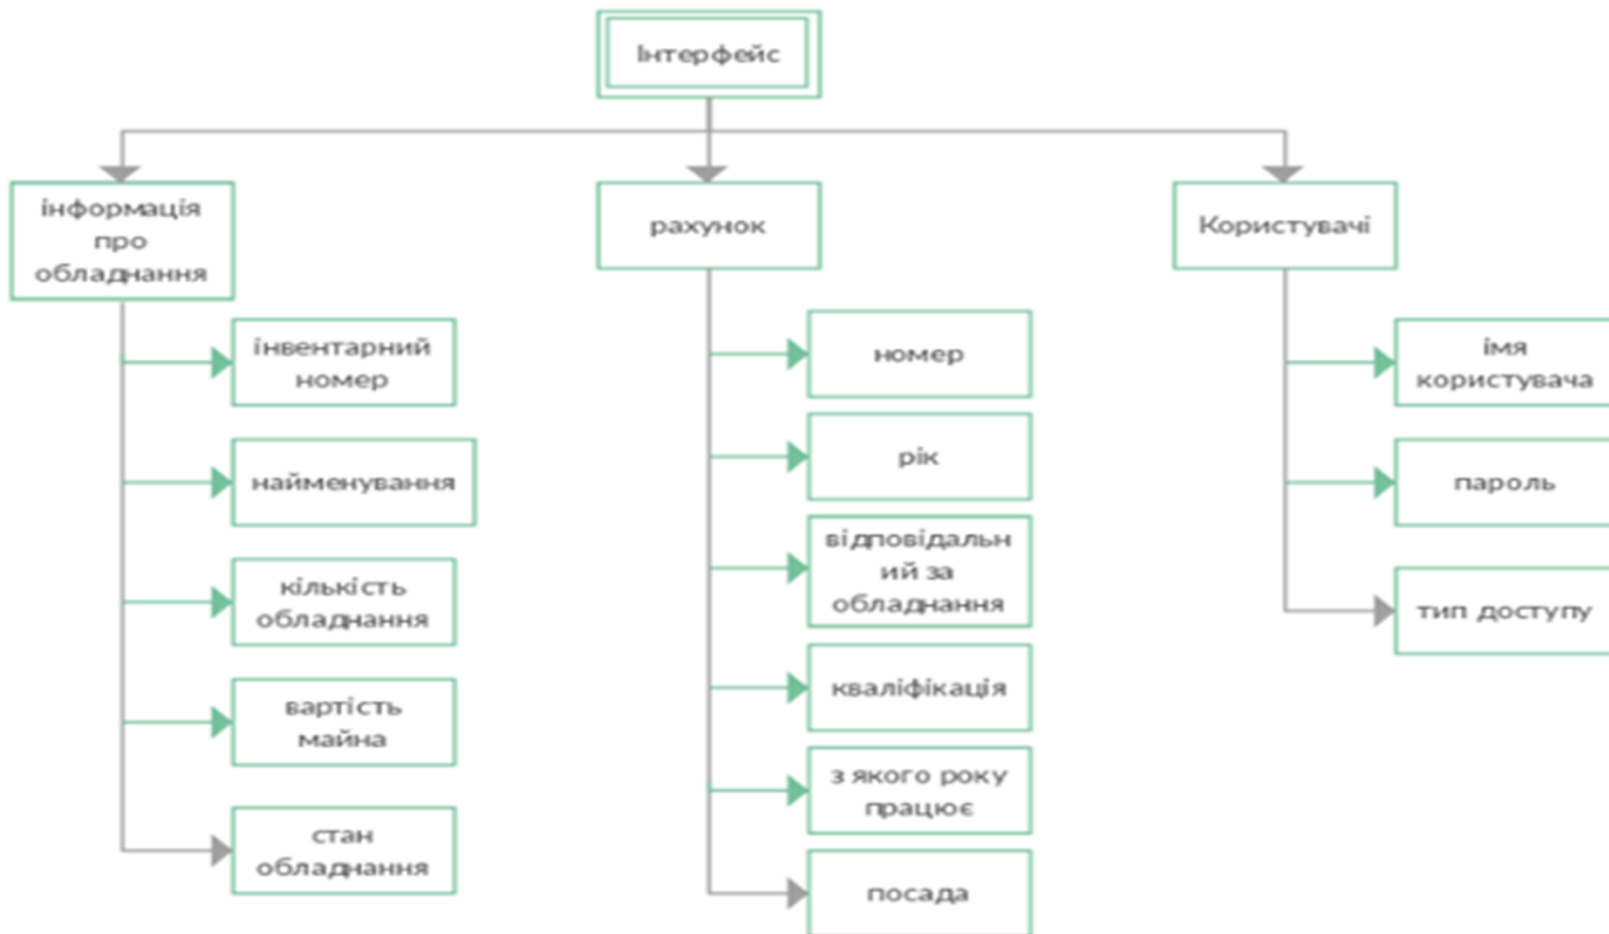 Інтерфейс
інформація
про
обладнання
інвентарний
номер
найменування
кількість
обладнання
вартість
майна
стан
обладнання
рахунок
номер
рік
відповідальн
ий за
обладнання
кваліфікація
з якого року
працює
посада
Користувачі
імя
користувача
пароль
тип доступу